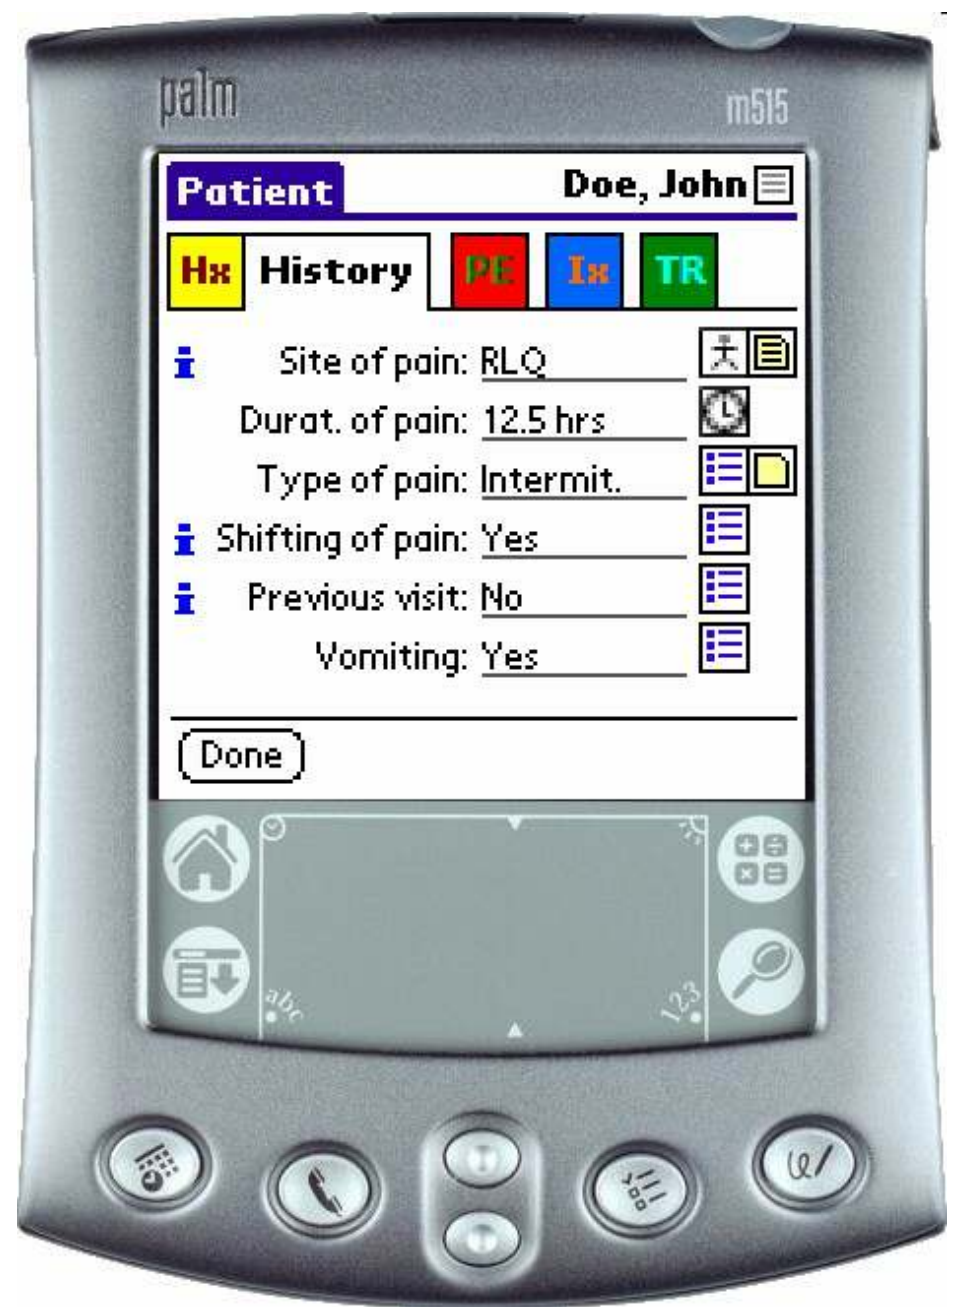 palm
m515
Patient Doe, John
Hx History PE Ix TR
Site of pain: RLQ
Durat. of pain: 12.5 hrs
Type of pain: Intermit.
Shifting of pain: Yes
Previous visit: No
Vomiting: Yes
Done
abc 123